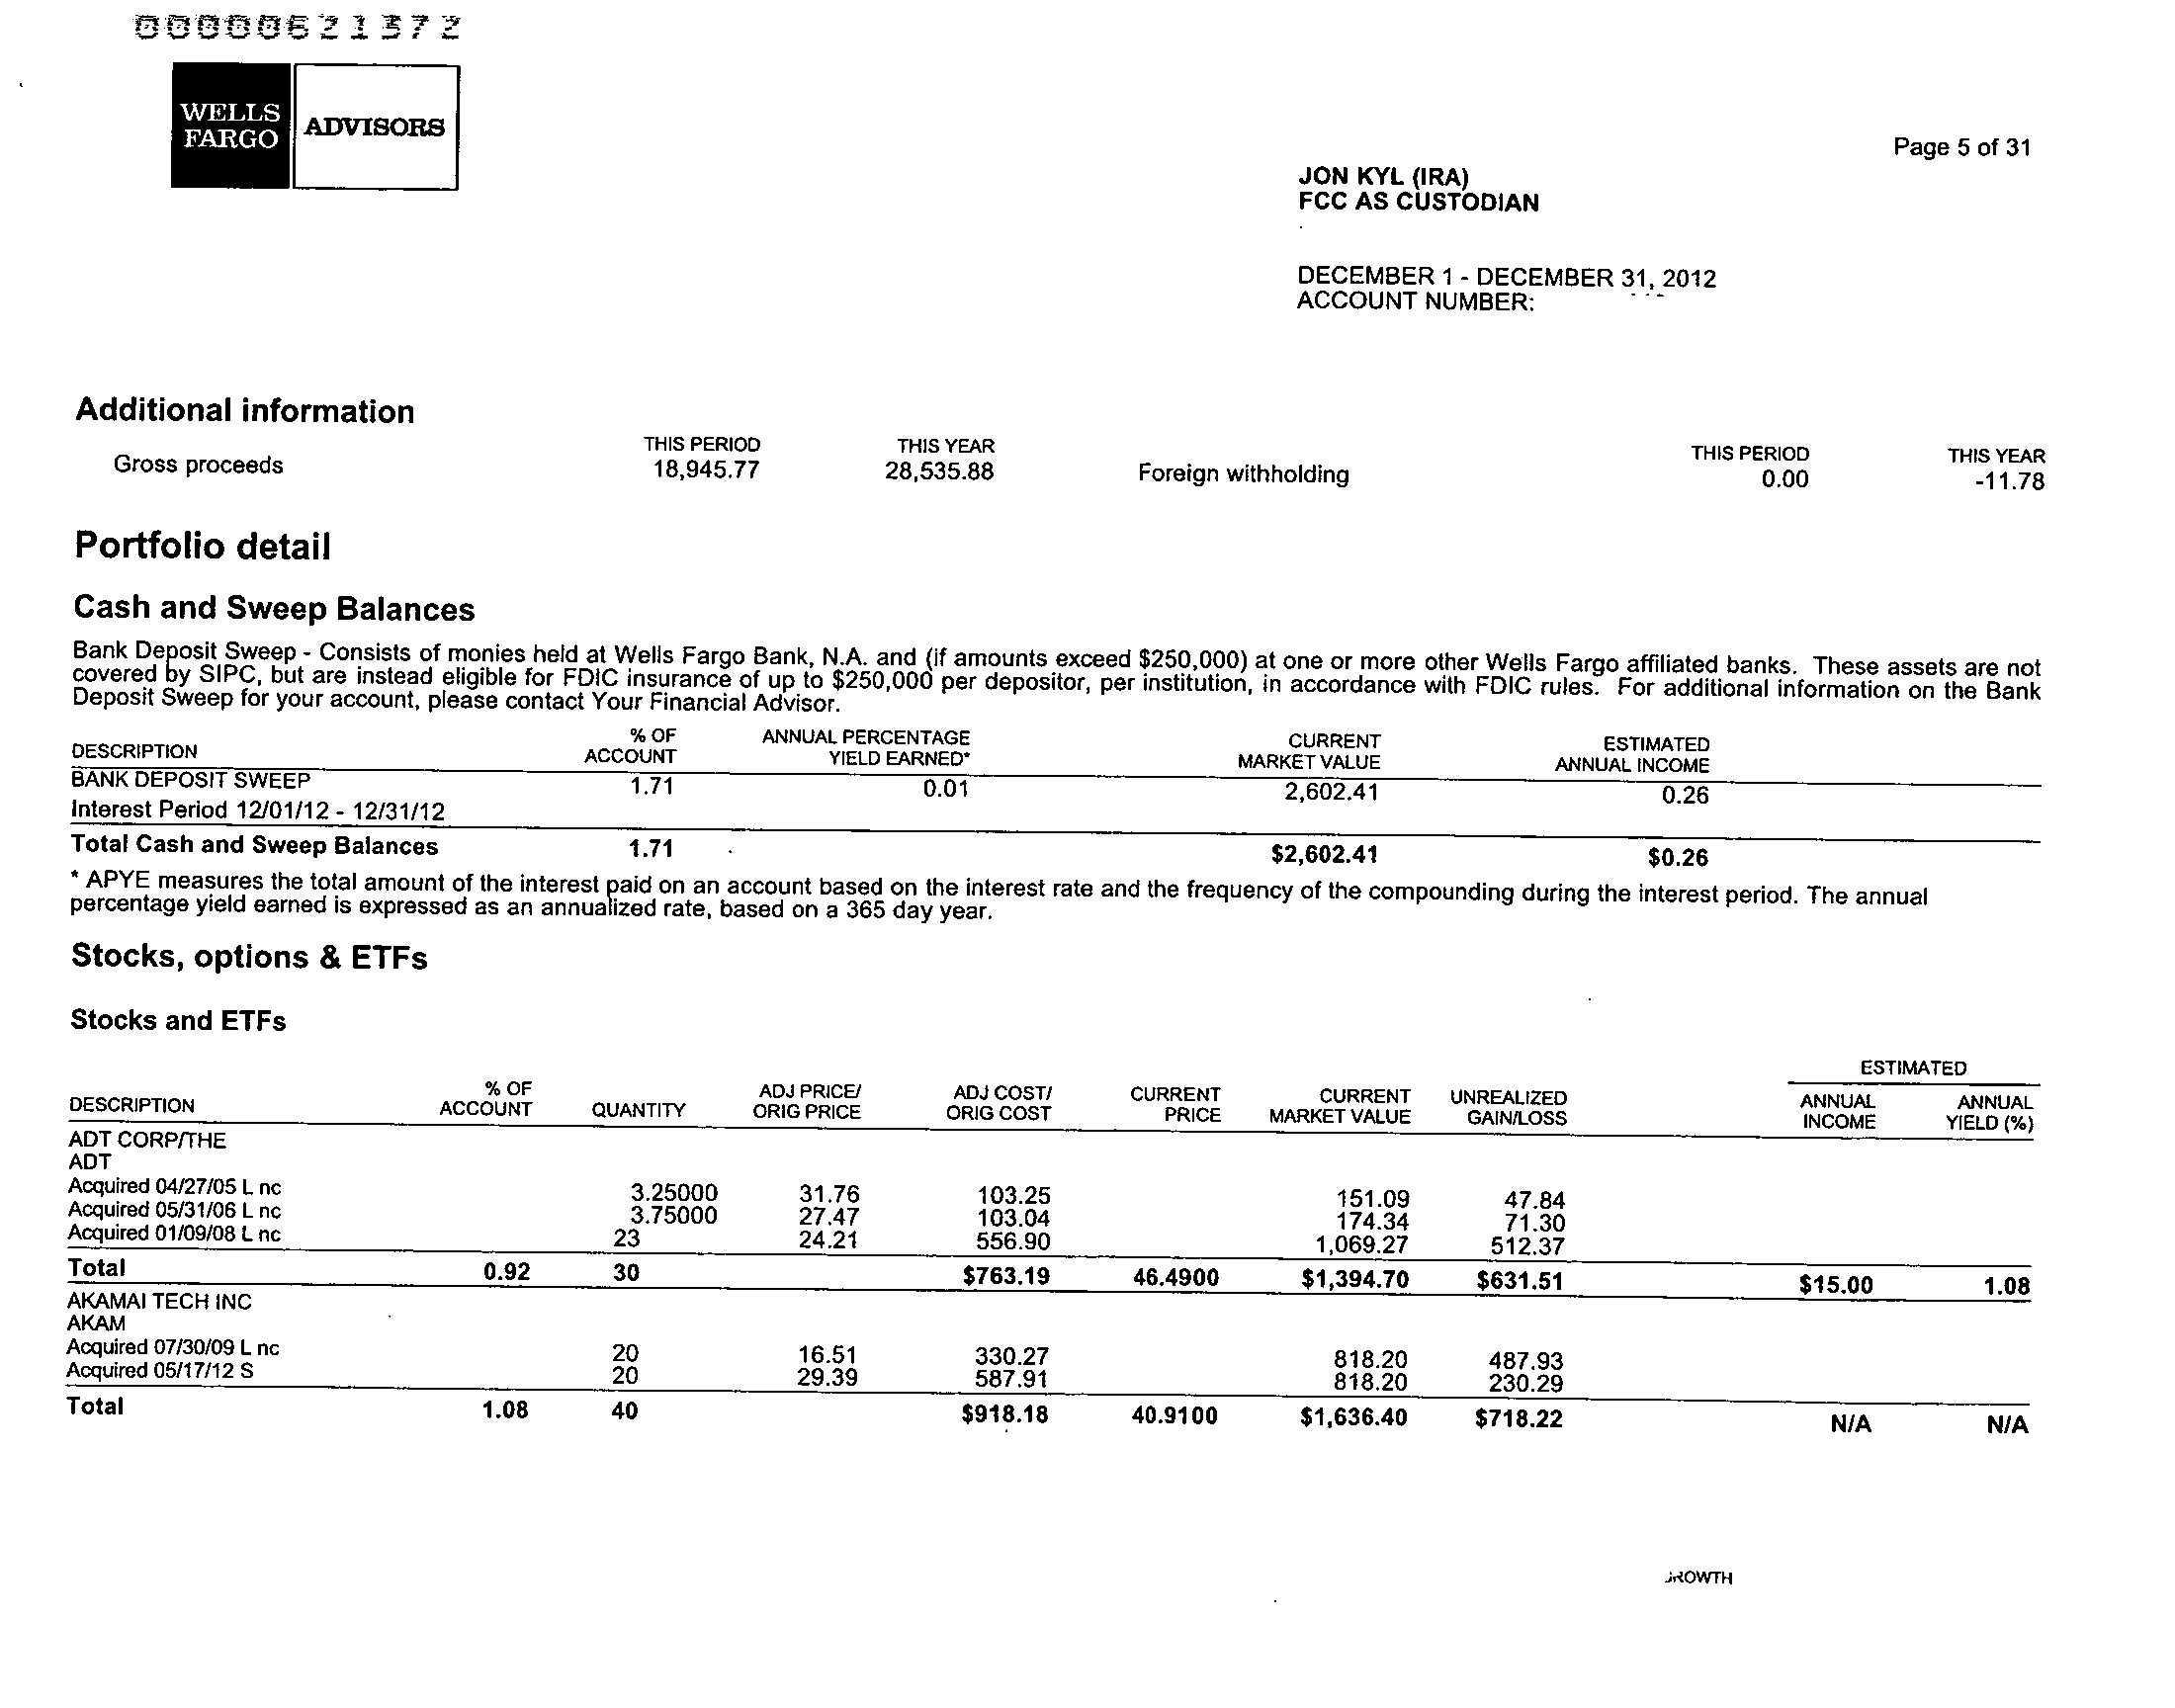 00000621372
WELLS FARGO ADVISORS
Page 5 of 31
JON KYL (IRA)
FCC AS CUSTODIAN
DECEMBER 1 - DECEMBER 31, 2012
ACCOUNT NUMBER:
Additional information
THIS PERIOD THIS YEAR THIS PERIOD THIS YEAR
Gross proceeds 18,945.77 28,535.88 Foreign withholding 0.00 -11.78
Portfolio detail
Cash and Sweep Balances
Bank Deposit Sweep - Consists of monies held at Wells Fargo Bank, N.A. and (if amounts exceed $250,000) at one or more other Wells Fargo affiliated banks. These assets are not
covered by SIPC, but are instead eligible for FDIC insurance of up to $250,000 per depositor, per institution, in accordance with FDIC rules. For additional information on the Bank
Deposit Sweep for your account, please contact Your Financial Advisor.
% OF ANNUAL PERCENTAGE CURRENT ESTIMATED
DESCRIPTION ACCOUNT YIELD EARNED* MARKET VALUE ANNUAL INCOME
BANK DEPOSIT SWEEP 1.71 0.01 2,602.41 0.26
Interest Period 12/01/12 - 12/31/12
Total Cash and Sweep Balances 1.71 $2,602.41 $0.26
* APYE measures the total amount of the interest paid on an account based on the interest rate and the frequency of the compounding during the interest period. The annual
percentage yield earned is expressed as an annualized rate, based on a 365 day year.
Stocks, options & ETFs
Stocks and ETFs
ESTIMATED
% OF ADJ PRICE/ ADJ COST/ CURRENT CURRENT UNREALIZED ANNUAL ANNUAL
DESCRIPTION ACCOUNT QUANTITY ORIG PRICE ORIG COST PRICE MARKET VALUE GAIN/LOSS INCOME YIELD (%)
ADT CORP/THE
ADT
Acquired 04/27/05 L nc 3.25000 31.76 103.25 151.09 47.84
Acquired 05/31/06 L nc 3.75000 27.47 103.04 174.34 71.30
Acquired 01/09/08 L nc 23 24.21 556.90 1,069.27 512.37
Total 0.92 30 $763.19 46.4900 $1,394.70 $631.51 $15.00 1.08
AKAMAI TECH INC
AKAM
Acquired 07/30/09 L nc 20 16.51 330.27 818.20 487.93
Acquired 05/17/12 S 20 29.39 587.91 818.20 230.29
Total 1.08 40 $918.18 40.9100 $1,636.40 $718.22 N/A N/A